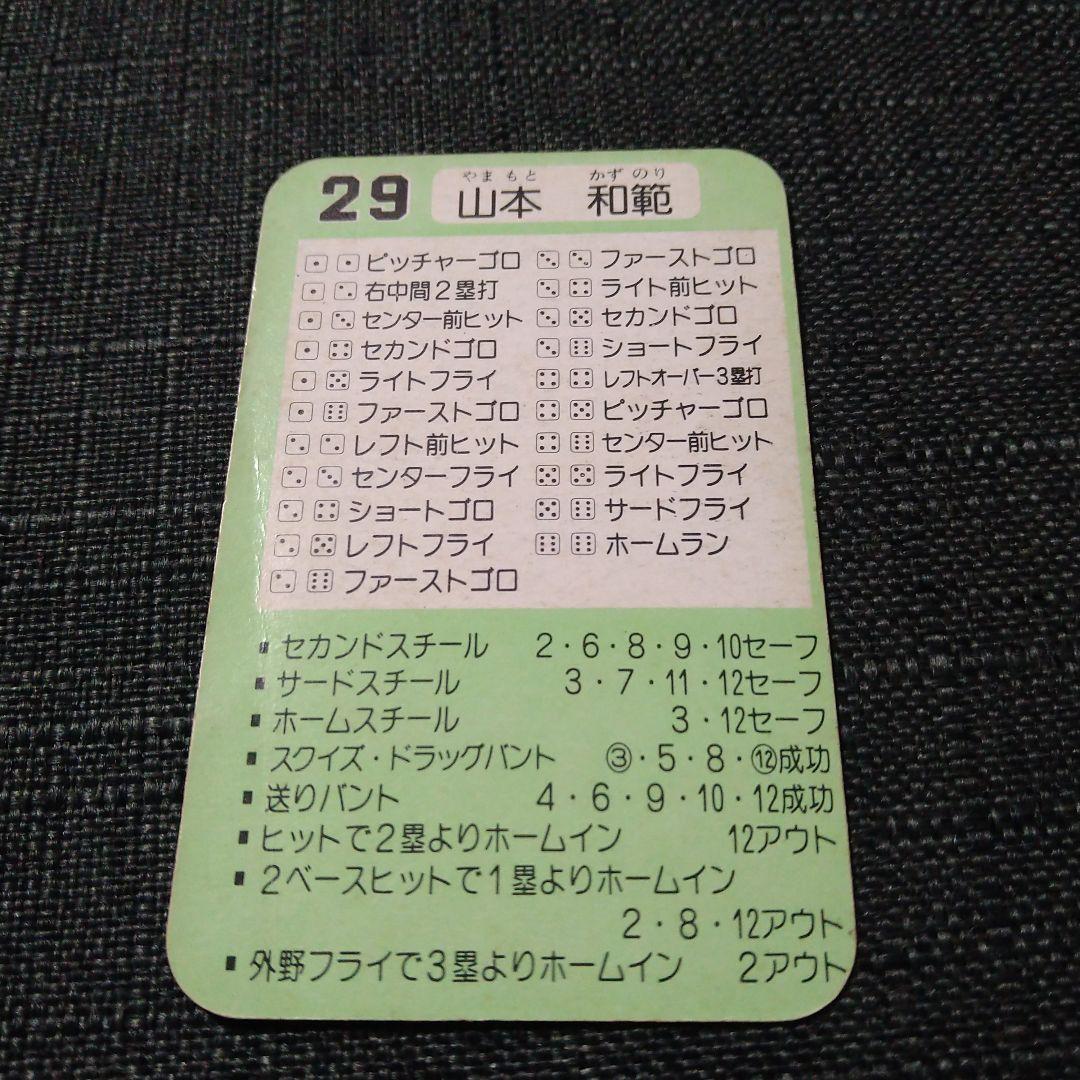 29 山本 和範
やまもと かずのり
⚀⚀ピッチャーゴロ
⚀⚁右中間2塁打
⚀⚂センター前ヒット
⚀⚃セカンドゴロ
⚀⚄ライトフライ
⚀⚅ファーストゴロ
⚁⚁レフト前ヒット
⚁⚂センターフライ
⚁⚃ショートゴロ
⚁⚄レフトフライ
⚁⚅ファーストゴロ
⚂⚂ファーストゴロ
⚂⚃ライト前ヒット
⚂⚄セカンドゴロ
⚂⚅ショートフライ
⚃⚃レフトオーバー3塁打
⚃⚄ピッチャーゴロ
⚃⚅センター前ヒット
⚄⚄ライトフライ
⚄⚅サードフライ
⚅⚅ホームラン
▪セカンドスチール 2・6・8・9・10セーフ
▪サードスチール 3・7・11・12セーフ
▪ホームスチール 3・12セーフ
▪スクイズ・ドラッグバント ③・5・8・⑫成功
▪送りバント 4・6・9・10・12成功
▪ヒットで2塁よりホームイン 12アウト
▪2ベースヒットで1塁よりホームイン
2・8・12アウト
▪外野フライで3塁よりホームイン 2アウト